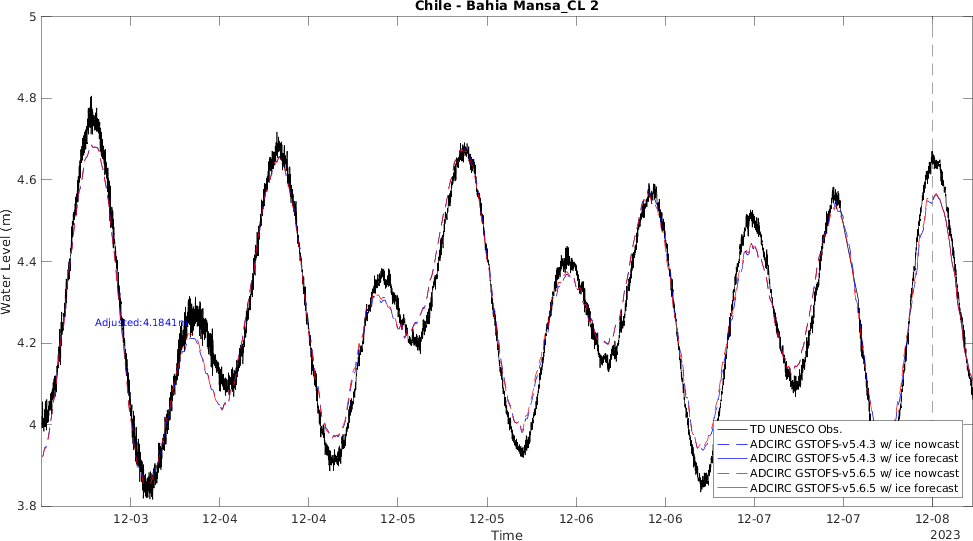 Chile - Bahia Mansa_CL 2
5
4.8
4.6
4.4
4.2
4
3.8
Water Level (m)
Adjusted:4.1841m
TD UNESCO Obs.
ADCIRC GSTOFS-v5.4.3 w/ ice nowcast
ADCIRC GSTOFS-v5.4.3 w/ ice forecast
ADCIRC GSTOFS-v5.6.5 w/ ice nowcast
ADCIRC GSTOFS-v5.6.5 w/ ice forecast
12-03 12-04 12-04 12-05 12-05 12-06 12-06 12-07 12-07 12-08
2023
Time